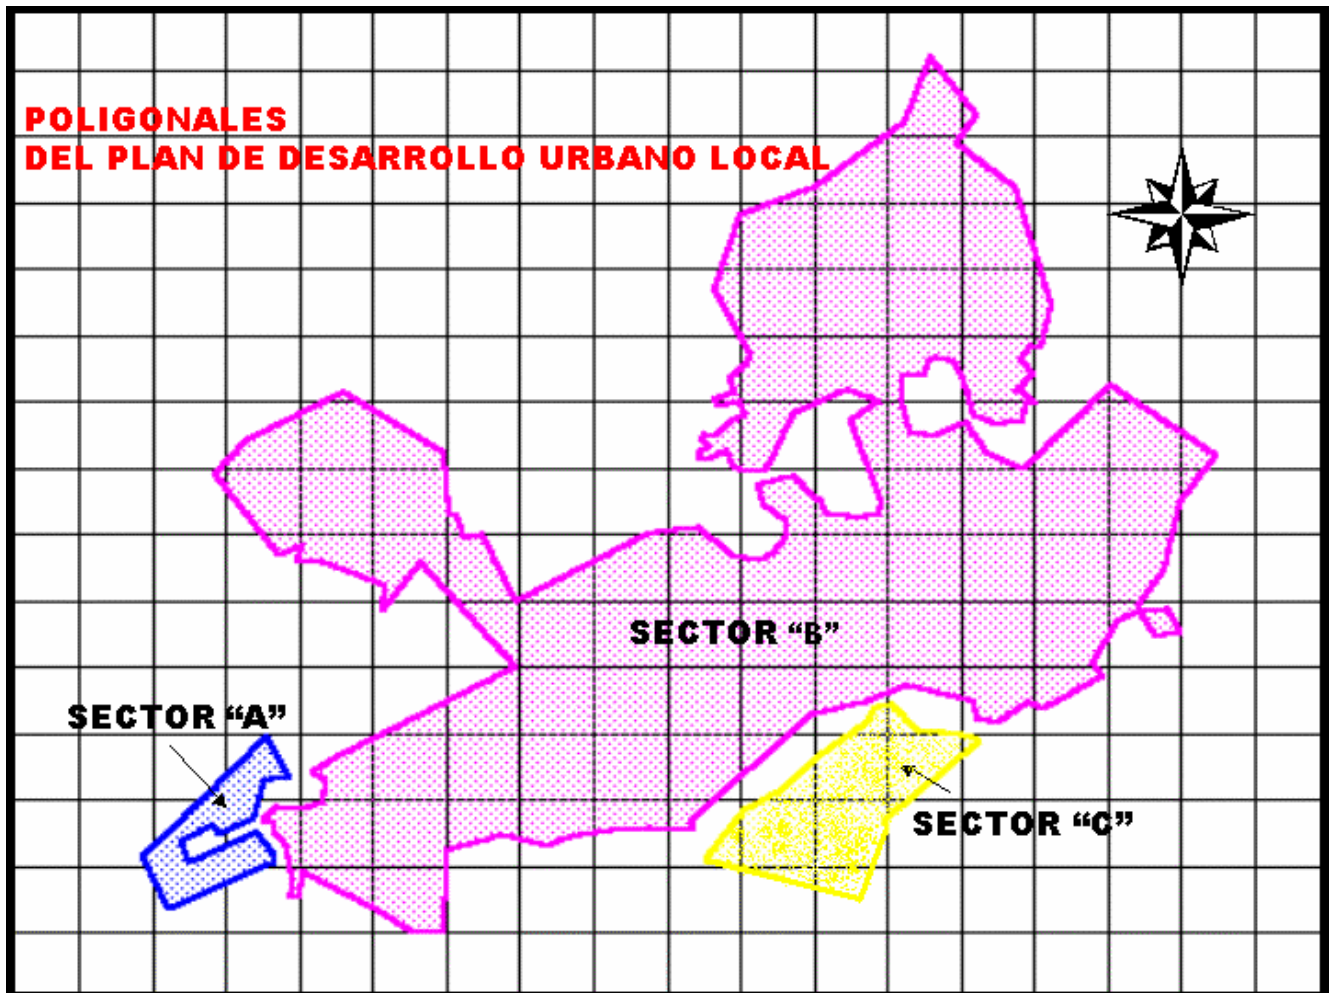 POLIGONALES
DEL PLAN DE DESARROLLO URBANO LOCAL
SECTOR “B”
SECTOR “A”
SECTOR “C”